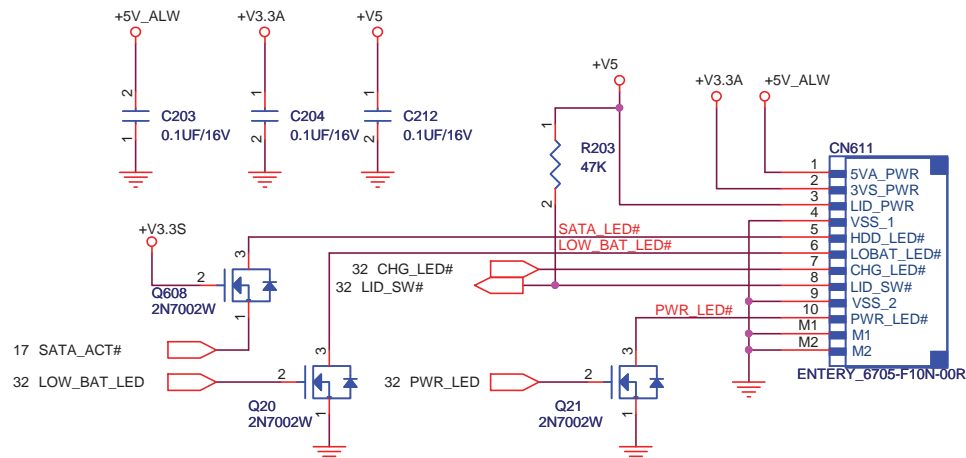 +5V_ALW
+V3.3A
+V5
2
1
C203
0.1UF/16V
1
2
C204
0.1UF/16V
1
2
C212
0.1UF/16V
+V5
+V3.3A
+5V_ALW
1
2
R203
47K
CN611
1 5VA_PWR
2 3VS_PWR
3 LID_PWR
4 VSS_1
5 HDD_LED#
6 LOBAT_LED#
7 CHG_LED#
8 LID_SW#
9 VSS_2
10 PWR_LED#
M1 M1
M2 M2
ENTERY_6705-F10N-00R
SATA_LED#
LOW_BAT_LED#
32 CHG_LED#
32 LID_SW#
PWR_LED#
+V3.3S
3
2
1
Q608
2N7002W
17 SATA_ACT#
32 LOW_BAT_LED
3
2
1
Q20
2N7002W
32 PWR_LED
3
2
1
Q21
2N7002W